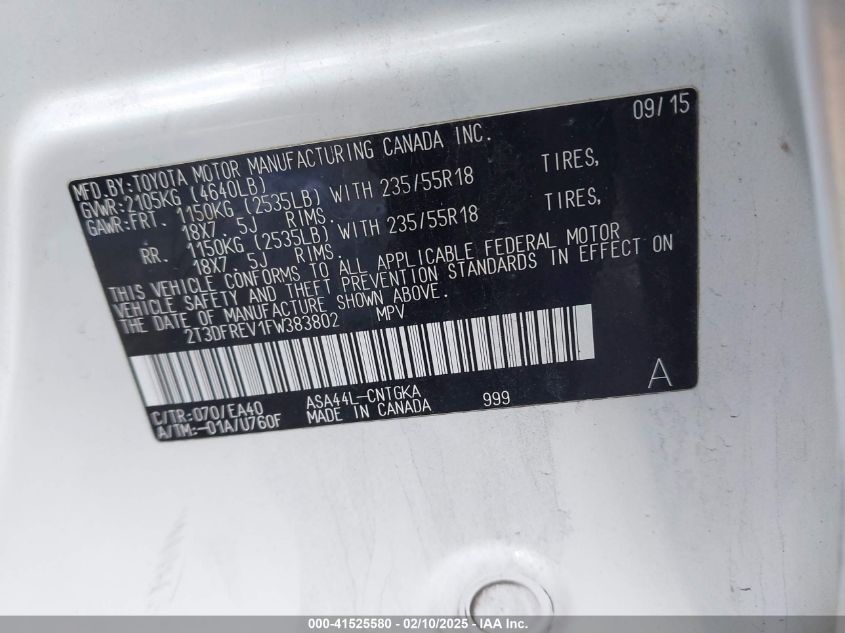 09/15
MFD BY:TOYOTA MOTOR MANUFACTURING CANADA INC.
GVWR:2105KG (4640LB)
GAWR:FRT. 1150KG (2535LB) WITH 235/55R18 TIRES,
18X7. 5J RIMS.
RR. 1150KG (2535LB) WITH 235/55R18 TIRES,
18X7. 5J RIMS.
THIS VEHICLE CONFORMS TO ALL APPLICABLE FEDERAL MOTOR
VEHICLE SAFETY AND THEFT PREVENTION STANDARDS IN EFFECT ON
THE DATE OF MANUFACTURE SHOWN ABOVE.
2T3DFREV1FW383802 MPV
A
C/TR:070/EA40 ASA44L-CNTGKA
A/TM:-01A/U760F MADE IN CANADA 999
000-41525580 - 02/10/2025 - IAA Inc.